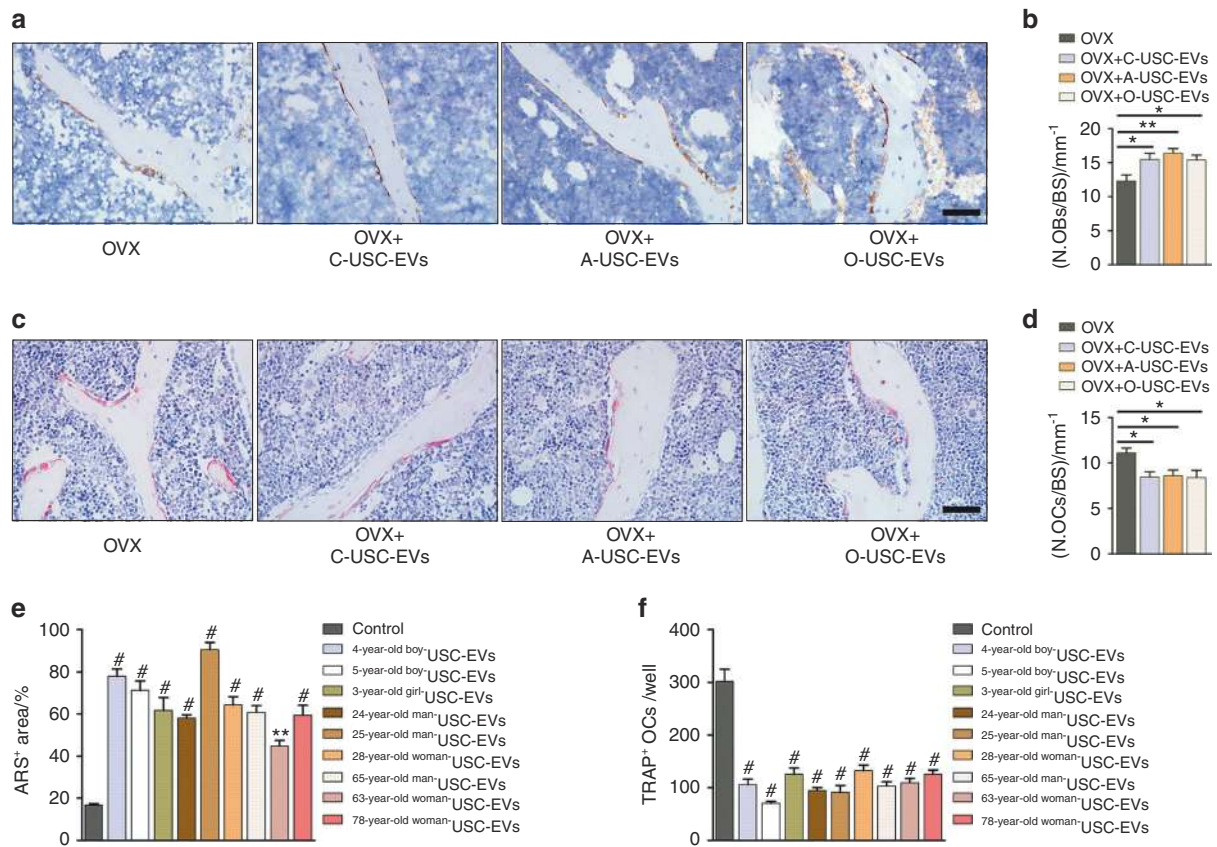 a
OVX
OVX+
C-USC-EVs
OVX+
A-USC-EVs
OVX+
O-USC-EVs
b
OVX
OVX+C-USC-EVs
OVX+A-USC-EVs
OVX+O-USC-EVs
(N.OBs/BS)/mm⁻¹
20
15
10
5
0
*
**
*
c
OVX
OVX+
C-USC-EVs
OVX+
A-USC-EVs
OVX+
O-USC-EVs
d
OVX
OVX+C-USC-EVs
OVX+A-USC-EVs
OVX+O-USC-EVs
(N.OCs/BS)/mm⁻¹
15
10
5
0
*
*
*
e
ARS⁺ area/%
100
80
60
40
20
0
# # # # # # # ** #
Control
4-year-old boy-USC-EVs
5-year-old boy-USC-EVs
3-year-old girl-USC-EVs
24-year-old man-USC-EVs
25-year-old man-USC-EVs
28-year-old woman-USC-EVs
65-year-old man-USC-EVs
63-year-old woman-USC-EVs
78-year-old woman-USC-EVs
f
TRAP⁺ OCs /well
400
300
200
100
0
# # # # # # # # #
Control
4-year-old boy-USC-EVs
5-year-old boy-USC-EVs
3-year-old girl-USC-EVs
24-year-old man-USC-EVs
25-year-old man-USC-EVs
28-year-old woman-USC-EVs
65-year-old man-USC-EVs
63-year-old woman-USC-EVs
78-year-old woman-USC-EVs